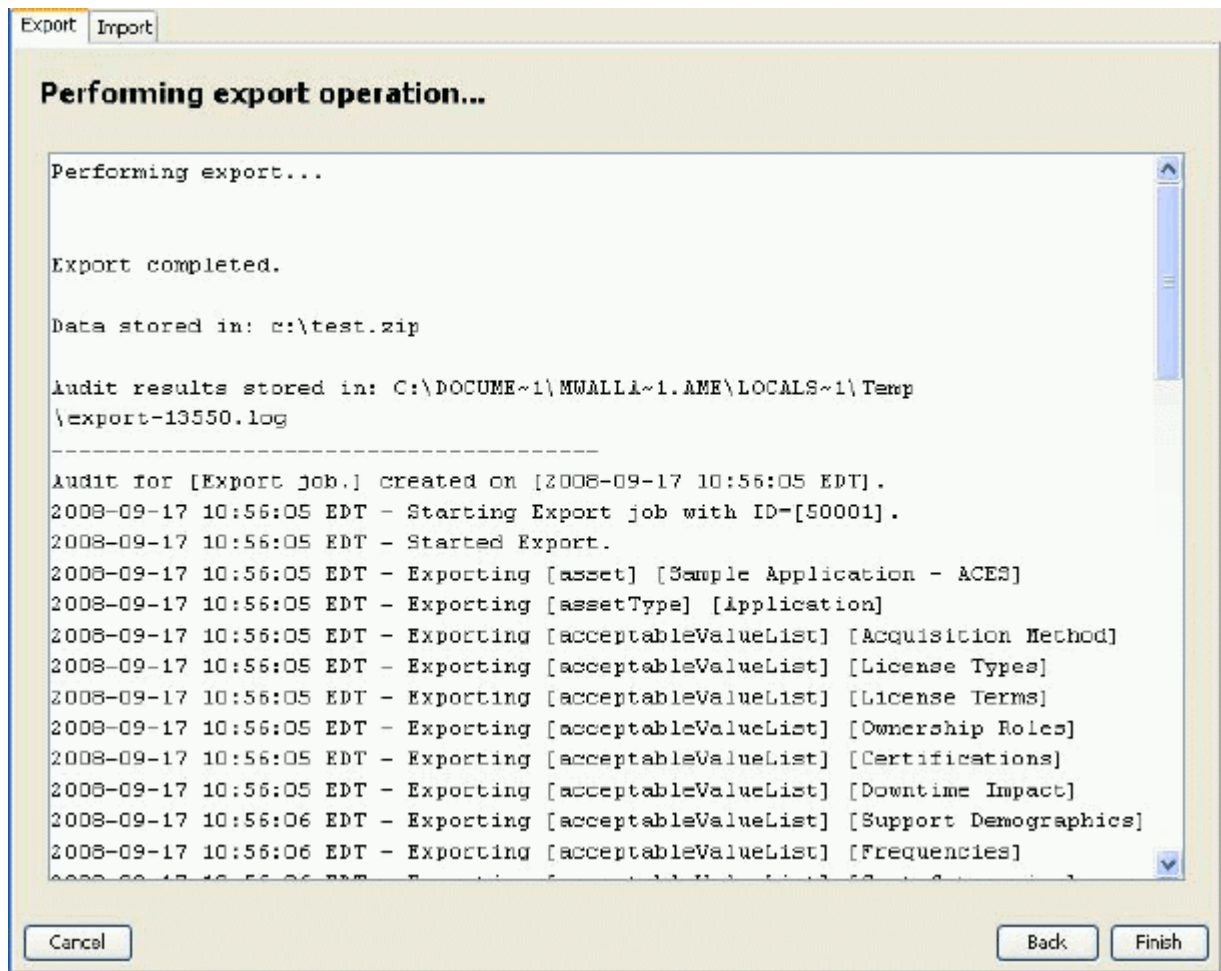 Export Import
Performing export operation...
Performing export...
Export completed.
Data stored in: c:\test.zip
Audit results stored in: C:\DOCUME~1\MWALLA~1.AME\LOCALS~1\Temp
\export-13550.log
-----------------------------------------
Audit for [Export job.] created on [2008-09-17 10:56:05 EDT].
2008-09-17 10:56:05 EDT - Starting Export job with ID=[50001].
2008-09-17 10:56:05 EDT - Started Export.
2008-09-17 10:56:05 EDT - Exporting [asset] [Sample Application - ACES]
2008-09-17 10:56:05 EDT - Exporting [assetType] [Application]
2008-09-17 10:56:05 EDT - Exporting [acceptableValueList] [Acquisition Method]
2008-09-17 10:56:05 EDT - Exporting [acceptableValueList] [License Types]
2008-09-17 10:56:05 EDT - Exporting [acceptableValueList] [License Terms]
2008-09-17 10:56:05 EDT - Exporting [acceptableValueList] [Ownership Roles]
2008-09-17 10:56:05 EDT - Exporting [acceptableValueList] [Certifications]
2008-09-17 10:56:05 EDT - Exporting [acceptableValueList] [Downtime Impact]
2008-09-17 10:56:06 EDT - Exporting [acceptableValueList] [Support Demographics]
2008-09-17 10:56:06 EDT - Exporting [acceptableValueList] [Frequencies]
Cancel Back Finish